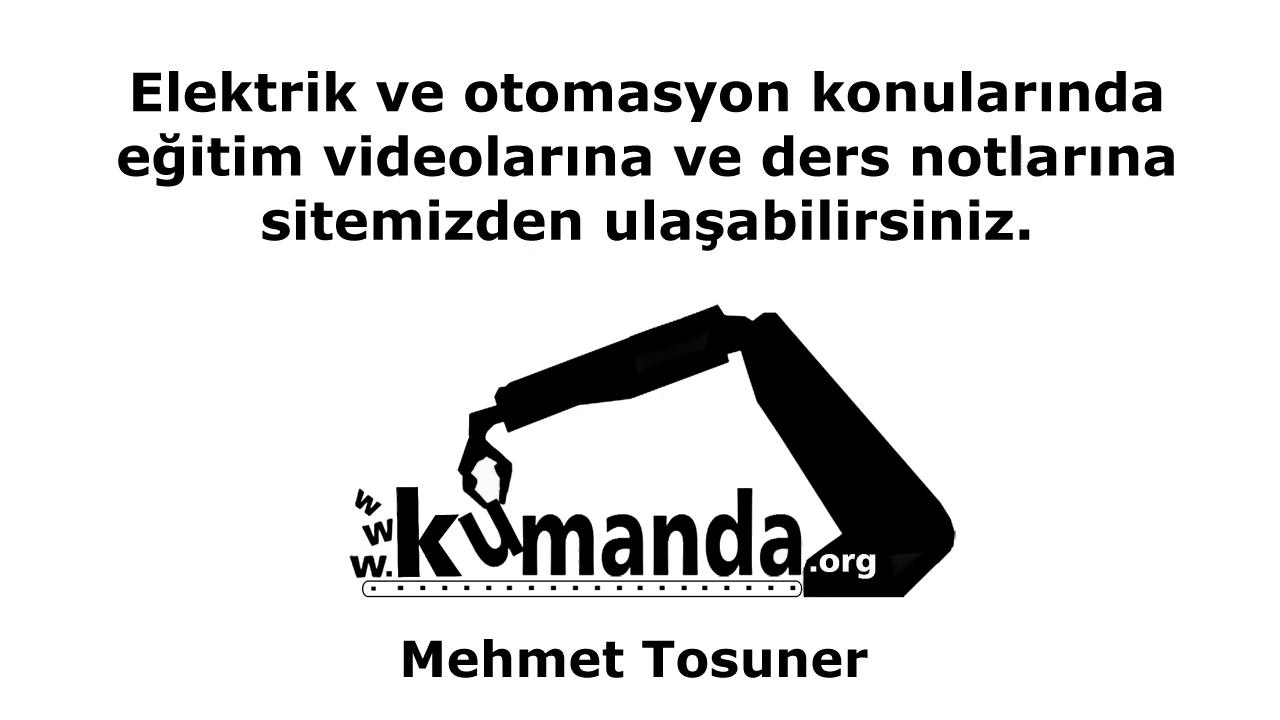 Elektrik ve otomasyon konularında
eğitim videolarına ve ders notlarına
sitemizden ulaşabilirsiniz.
www.kumanda.org
Mehmet Tosuner